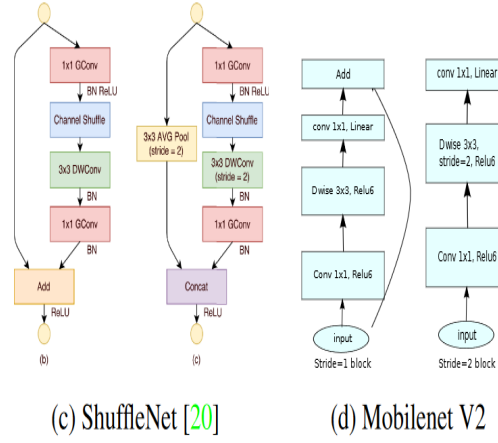 1x1 GConv
BN ReLU
Channel Shuffle
3x3 DWConv
BN
1x1 GConv
BN
Add
ReLU
(b)
3x3 AVG Pool
(stride = 2)
1x1 GConv
BN ReLU
Channel Shuffle
3x3 DWConv
(stride = 2)
BN
1x1 GConv
BN
Concat
ReLU
(c)
Add
conv 1x1, Linear
Dwise 3x3, Relu6
Conv 1x1, Relu6
input
Stride=1 block
conv 1x1, Linear
Dwise 3x3,
stride=2, Relu6
Conv 1x1, Relu6
input
Stride=2 block
(c) ShuffleNet [20]
(d) Mobilenet V2